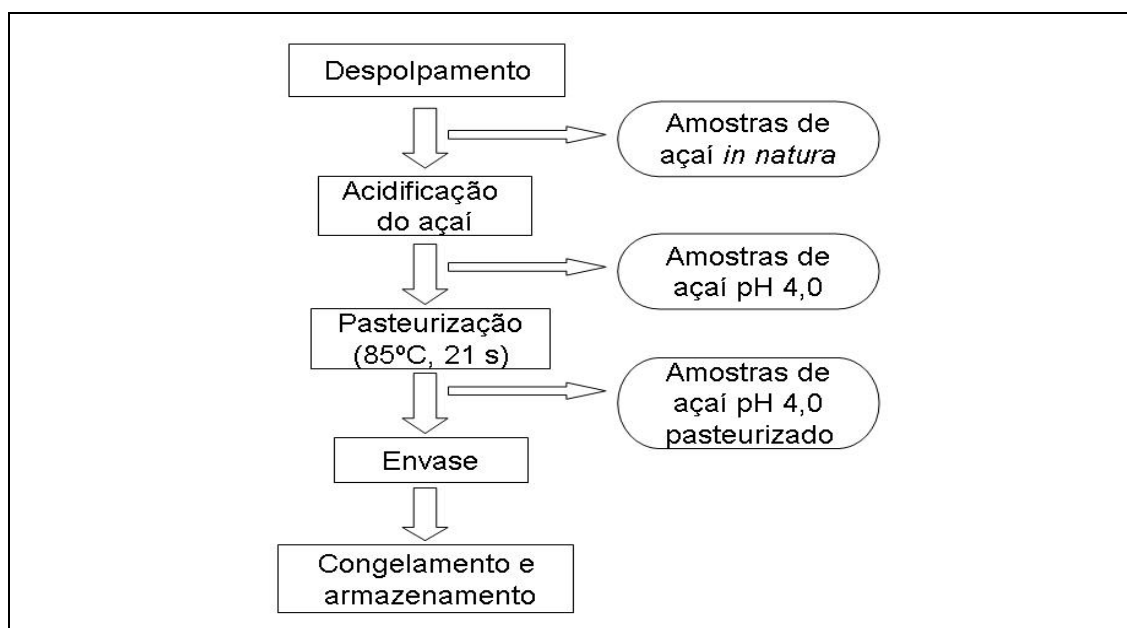 Despolpamento
Amostras de
açaí in natura
Acidificação
do açaí
Amostras de
açaí pH 4,0
Pasteurização
(85ºC, 21 s)
Amostras de
açaí pH 4,0
pasteurizado
Envase
Congelamento e
armazenamento